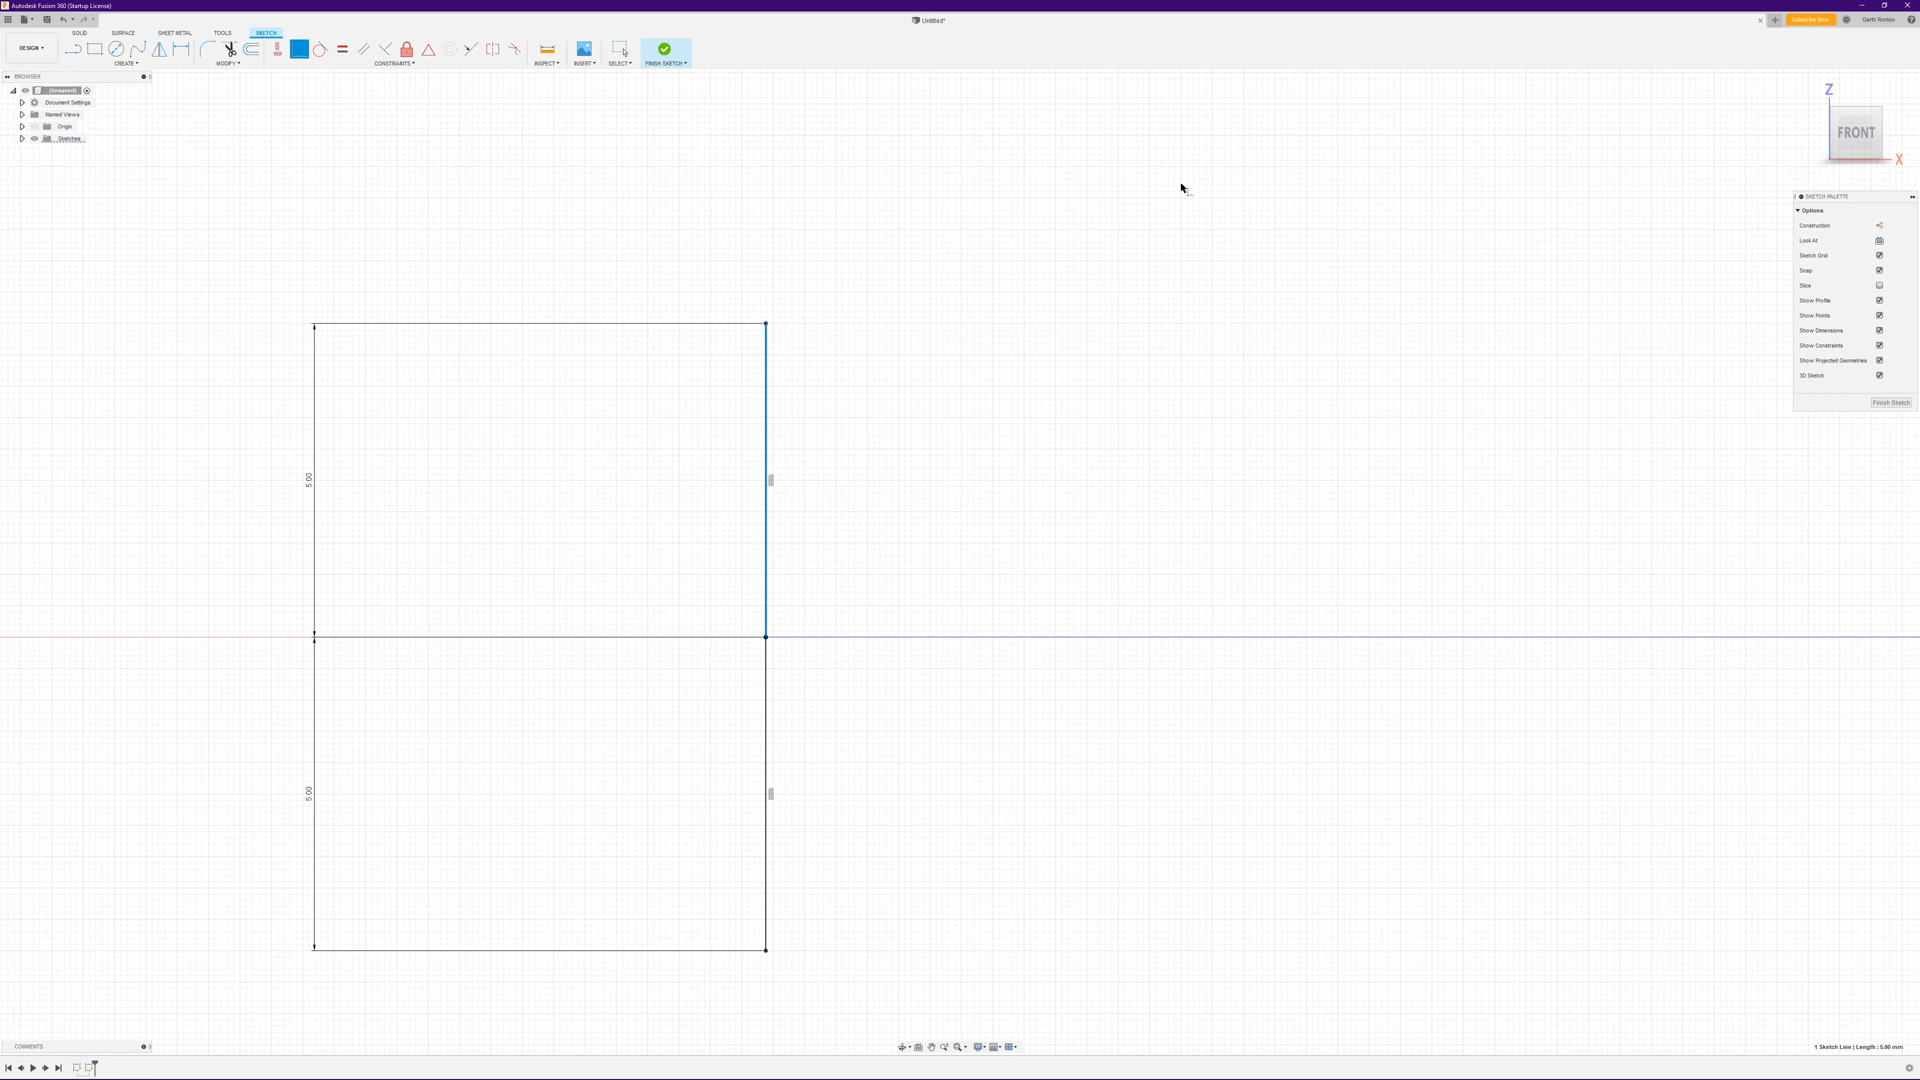 Autodesk Fusion 360 (Startup License)
Untitled*
Subscribe Now
Garth Ronkko
SOLID
SURFACE
SHEET METAL
TOOLS
SKETCH
DESIGN
CREATE
MODIFY
CONSTRAINTS
INSPECT
INSERT
SELECT
FINISH SKETCH
BROWSER
(Unsaved)
Document Settings
Named Views
Origin
Sketches
Z
FRONT
X
SKETCH PALETTE
Options
Construction
Look At
Sketch Grid
Snap
Slice
Show Profile
Show Points
Show Dimensions
Show Constraints
Show Projected Geometries
3D Sketch
Finish Sketch
5.00
5.00
COMMENTS
1 Sketch Line | Length : 5.00 mm